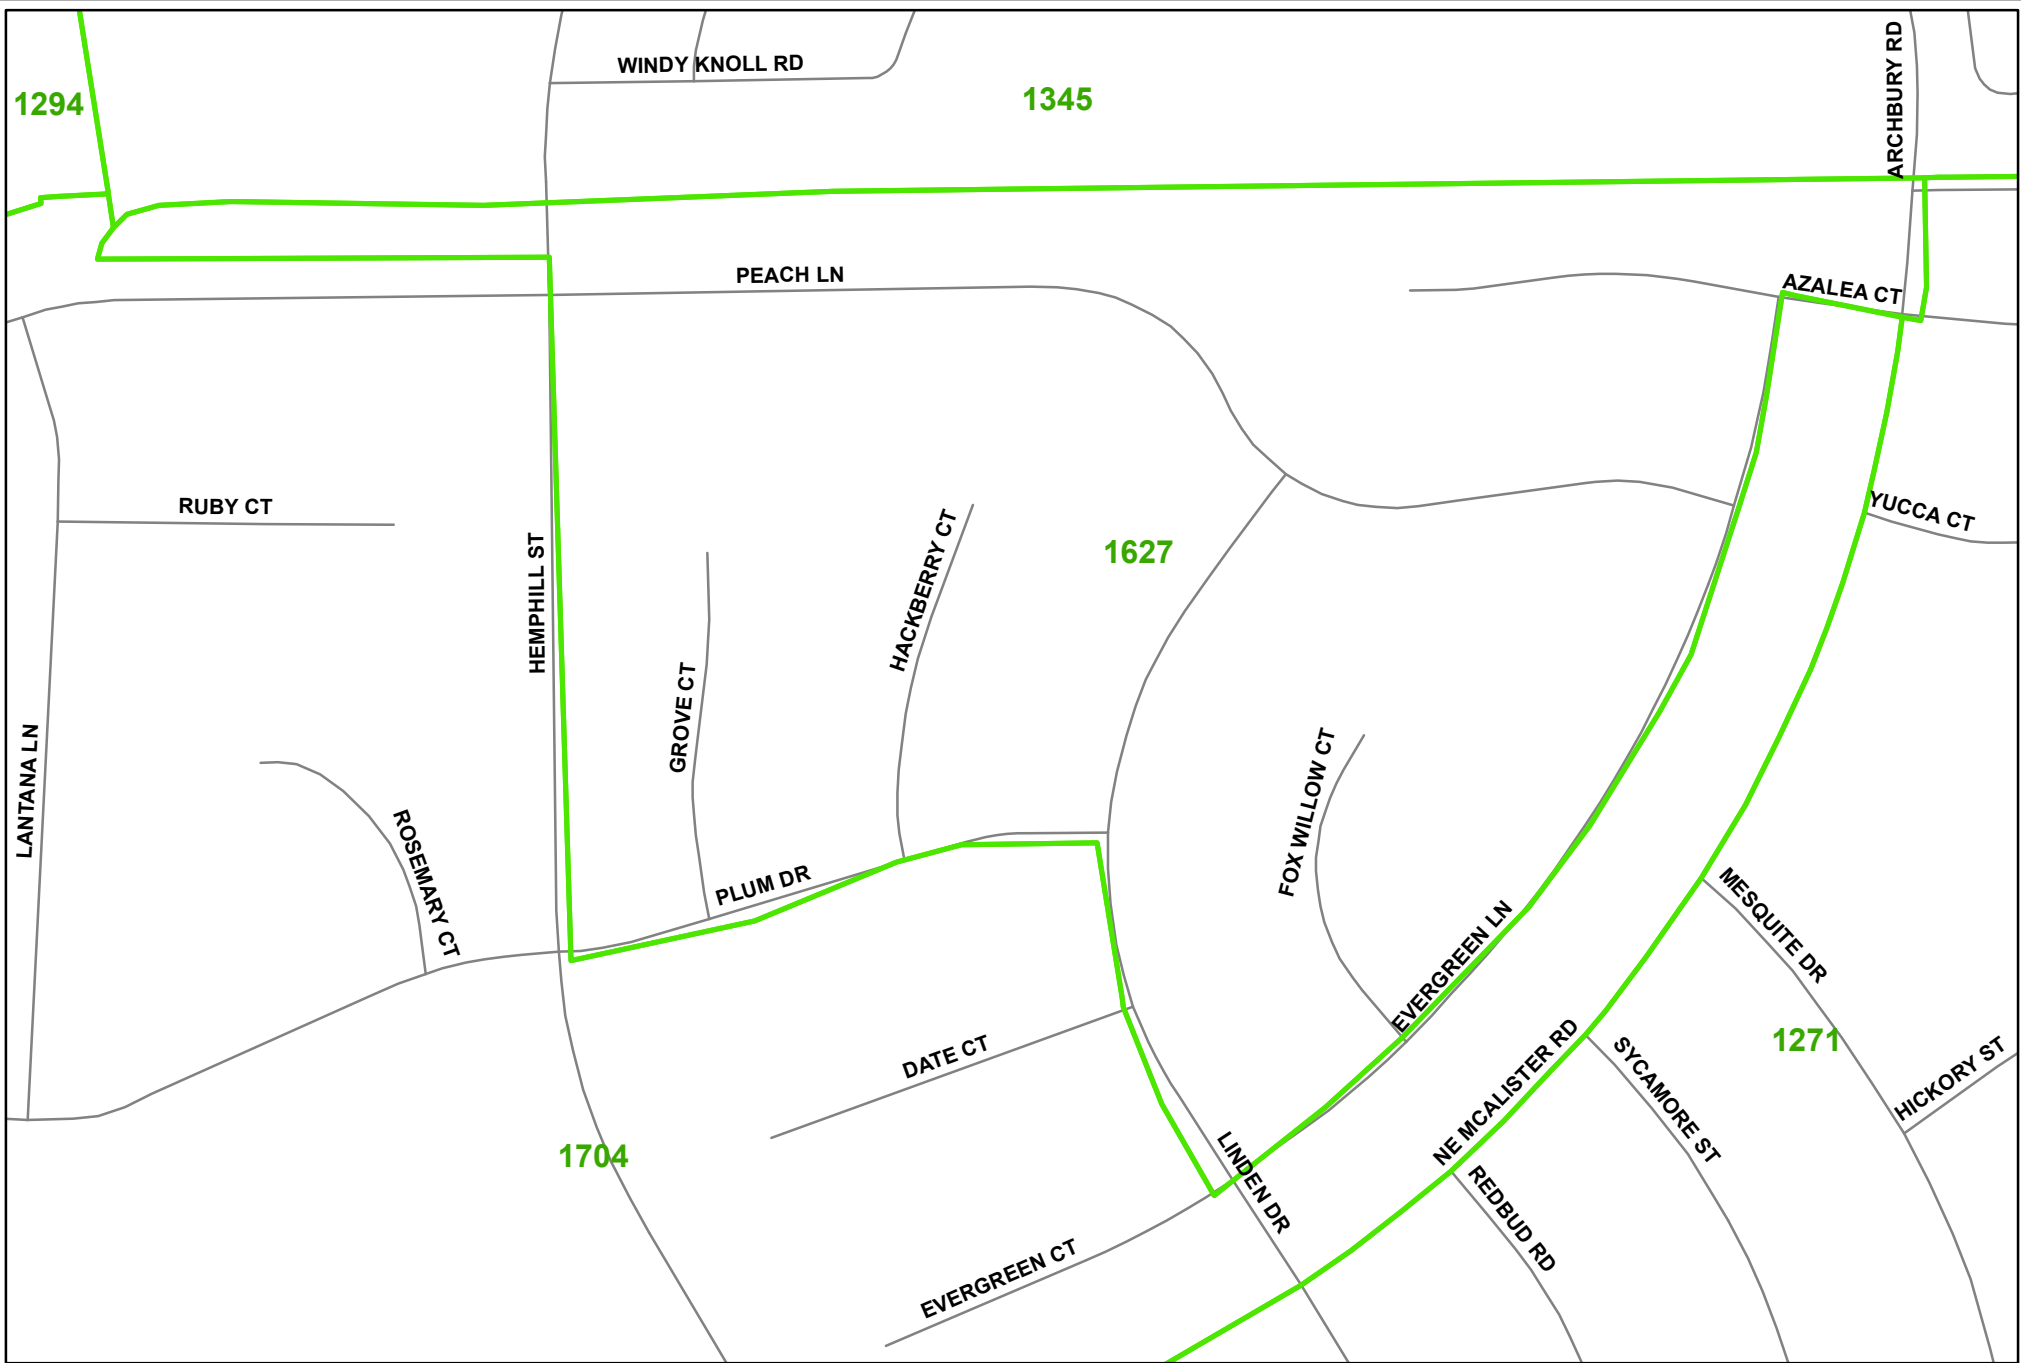 WINDY KNOLL RD
ARCHBURY RD
1294
1345
PEACH LN
AZALEA CT
RUBY CT
YUCCA CT
HEMPHILL ST
HACKBERRY CT
1627
GROVE CT
LANTANA LN
FOX WILLOW CT
ROSEMARY CT
PLUM DR
MESQUITE DR
EVERGREEN LN
DATE CT
NE MCALISTER RD
1271
SYCAMORE ST
HICKORY ST
1704
LINDEN DR
REDBUD RD
EVERGREEN CT